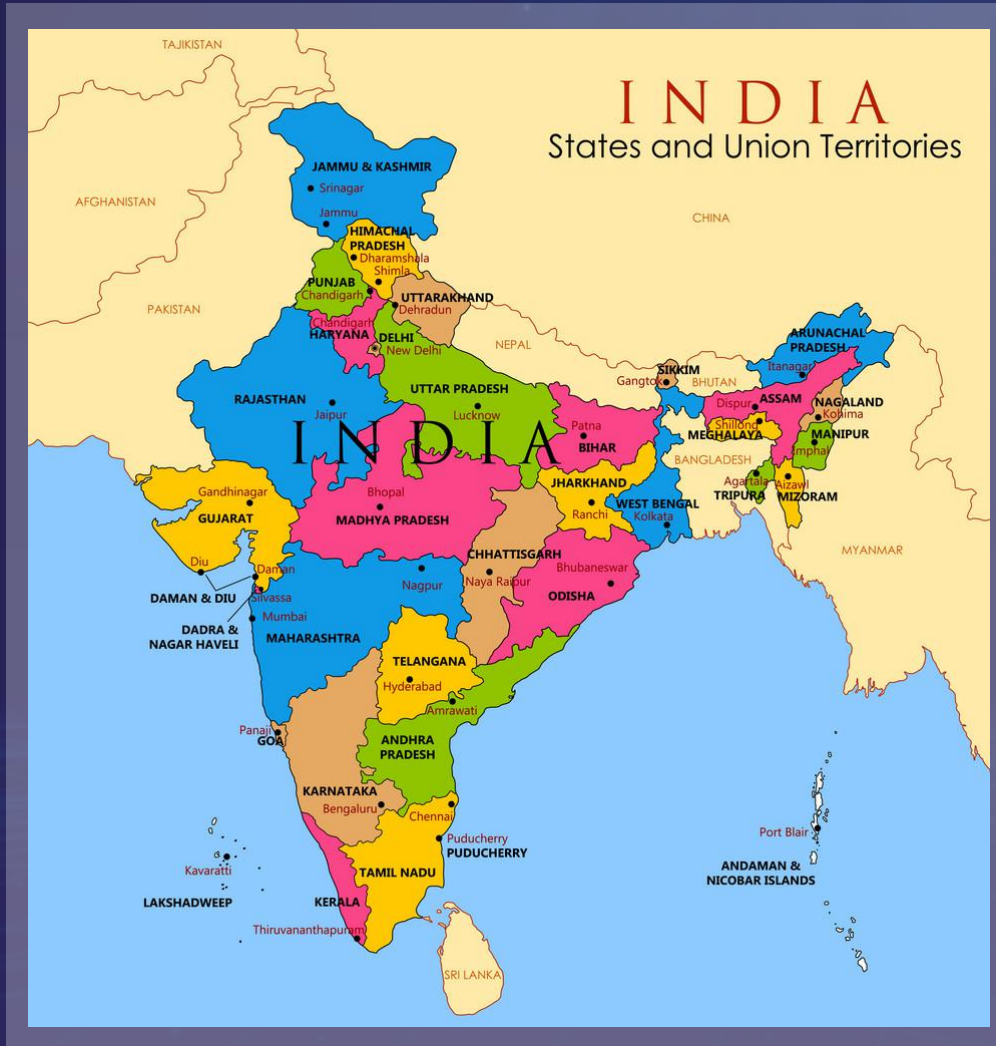 TAJIKISTAN
INDIA
States and Union Territories
JAMMU & KASHMIR
Srinagar
AFGHANISTAN
Jammu
CHINA
HIMACHAL
PRADESH
Dharamshala
Shimla
PUNJAB
Chandigarh
UTTARAKHAND
Dehradun
PAKISTAN
Chandigarh
HARYANA
DELHI
New Delhi
NEPAL
ARUNACHAL
PRADESH
Itanagar
SIKKIM
Gangtok
BHUTAN
UTTAR PRADESH
Lucknow
RAJASTHAN
Jaipur
Dispur
ASSAM
NAGALAND
Kohima
Shillong
MEGHALAYA
MANIPUR
Imphal
INDIA
Patna
BIHAR
BANGLADESH
Agartala
TRIPURA
Aizawl
MIZORAM
Gandhinagar
GUJARAT
Bhopal
MADHYA PRADESH
JHARKHAND
Ranchi
WEST BENGAL
Kolkata
MYANMAR
CHHATTISGARH
Naya Raipur
Bhubaneswar
ODISHA
Diu
Daman
DAMAN & DIU
Silvassa
DADRA &
NAGAR HAVELI
Nagpur
Mumbai
MAHARASHTRA
TELANGANA
Hyderabad
Amrawati
Panaji
GOA
ANDHRA
PRADESH
KARNATAKA
Bengaluru
Chennai
Puducherry
PUDUCHERRY
Port Blair
ANDAMAN &
NICOBAR ISLANDS
Kavaratti
LAKSHADWEEP
TAMIL NADU
KERALA
Thiruvananthapuram
SRI LANKA